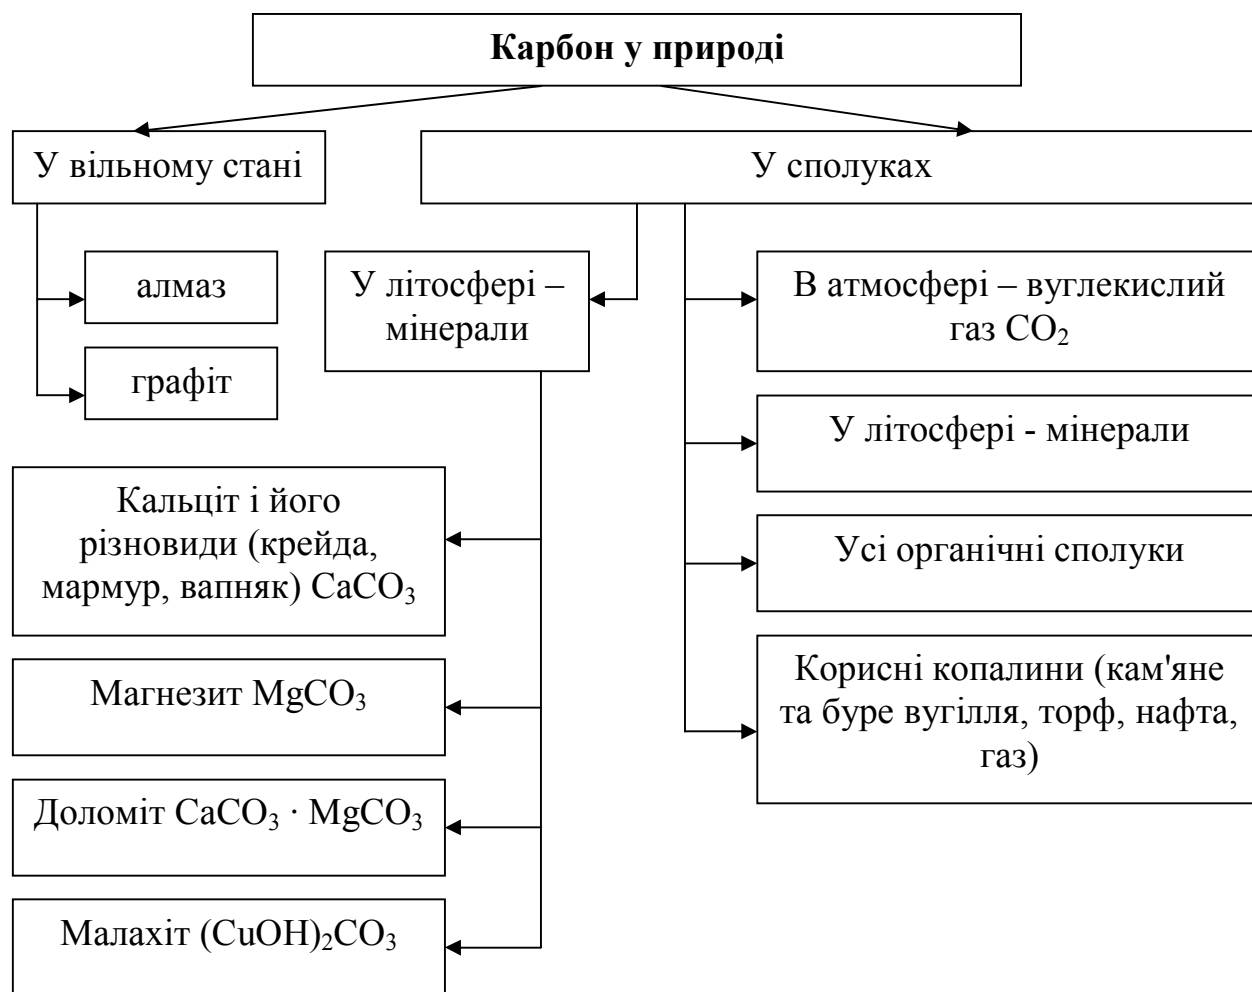 Карбон у природі
У вільному стані
У сполуках
алмаз
графіт
У літосфері –
мінерали
В атмосфері – вуглекислий
газ CO₂
У літосфері - мінерали
Усі органічні сполуки
Корисні копалини (кам'яне
та буре вугілля, торф, нафта,
газ)
Кальціт і його
різновиди (крейда,
мармур, вапняк) CaCO₃
Магнезит MgCO₃
Доломіт CaCO₃ · MgCO₃
Малахіт (CuOH)₂CO₃